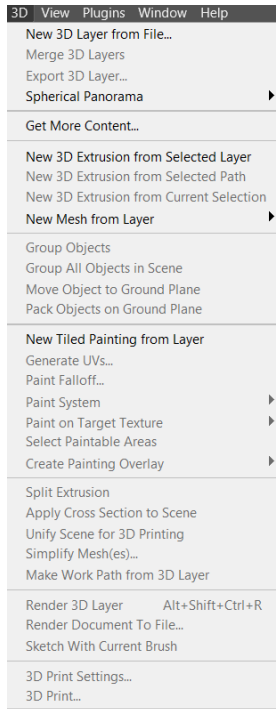 3D View Plugins Window Help
New 3D Layer from File...
Merge 3D Layers
Export 3D Layer...
Spherical Panorama
Get More Content...
New 3D Extrusion from Selected Layer
New 3D Extrusion from Selected Path
New 3D Extrusion from Current Selection
New Mesh from Layer
Group Objects
Group All Objects in Scene
Move Object to Ground Plane
Pack Objects on Ground Plane
New Tiled Painting from Layer
Generate UVs...
Paint Falloff...
Paint System
Paint on Target Texture
Select Paintable Areas
Create Painting Overlay
Split Extrusion
Apply Cross Section to Scene
Unify Scene for 3D Printing
Simplify Mesh(es)...
Make Work Path from 3D Layer
Render 3D Layer Alt+Shift+Ctrl+R
Render Document To File...
Sketch With Current Brush
3D Print Settings...
3D Print...